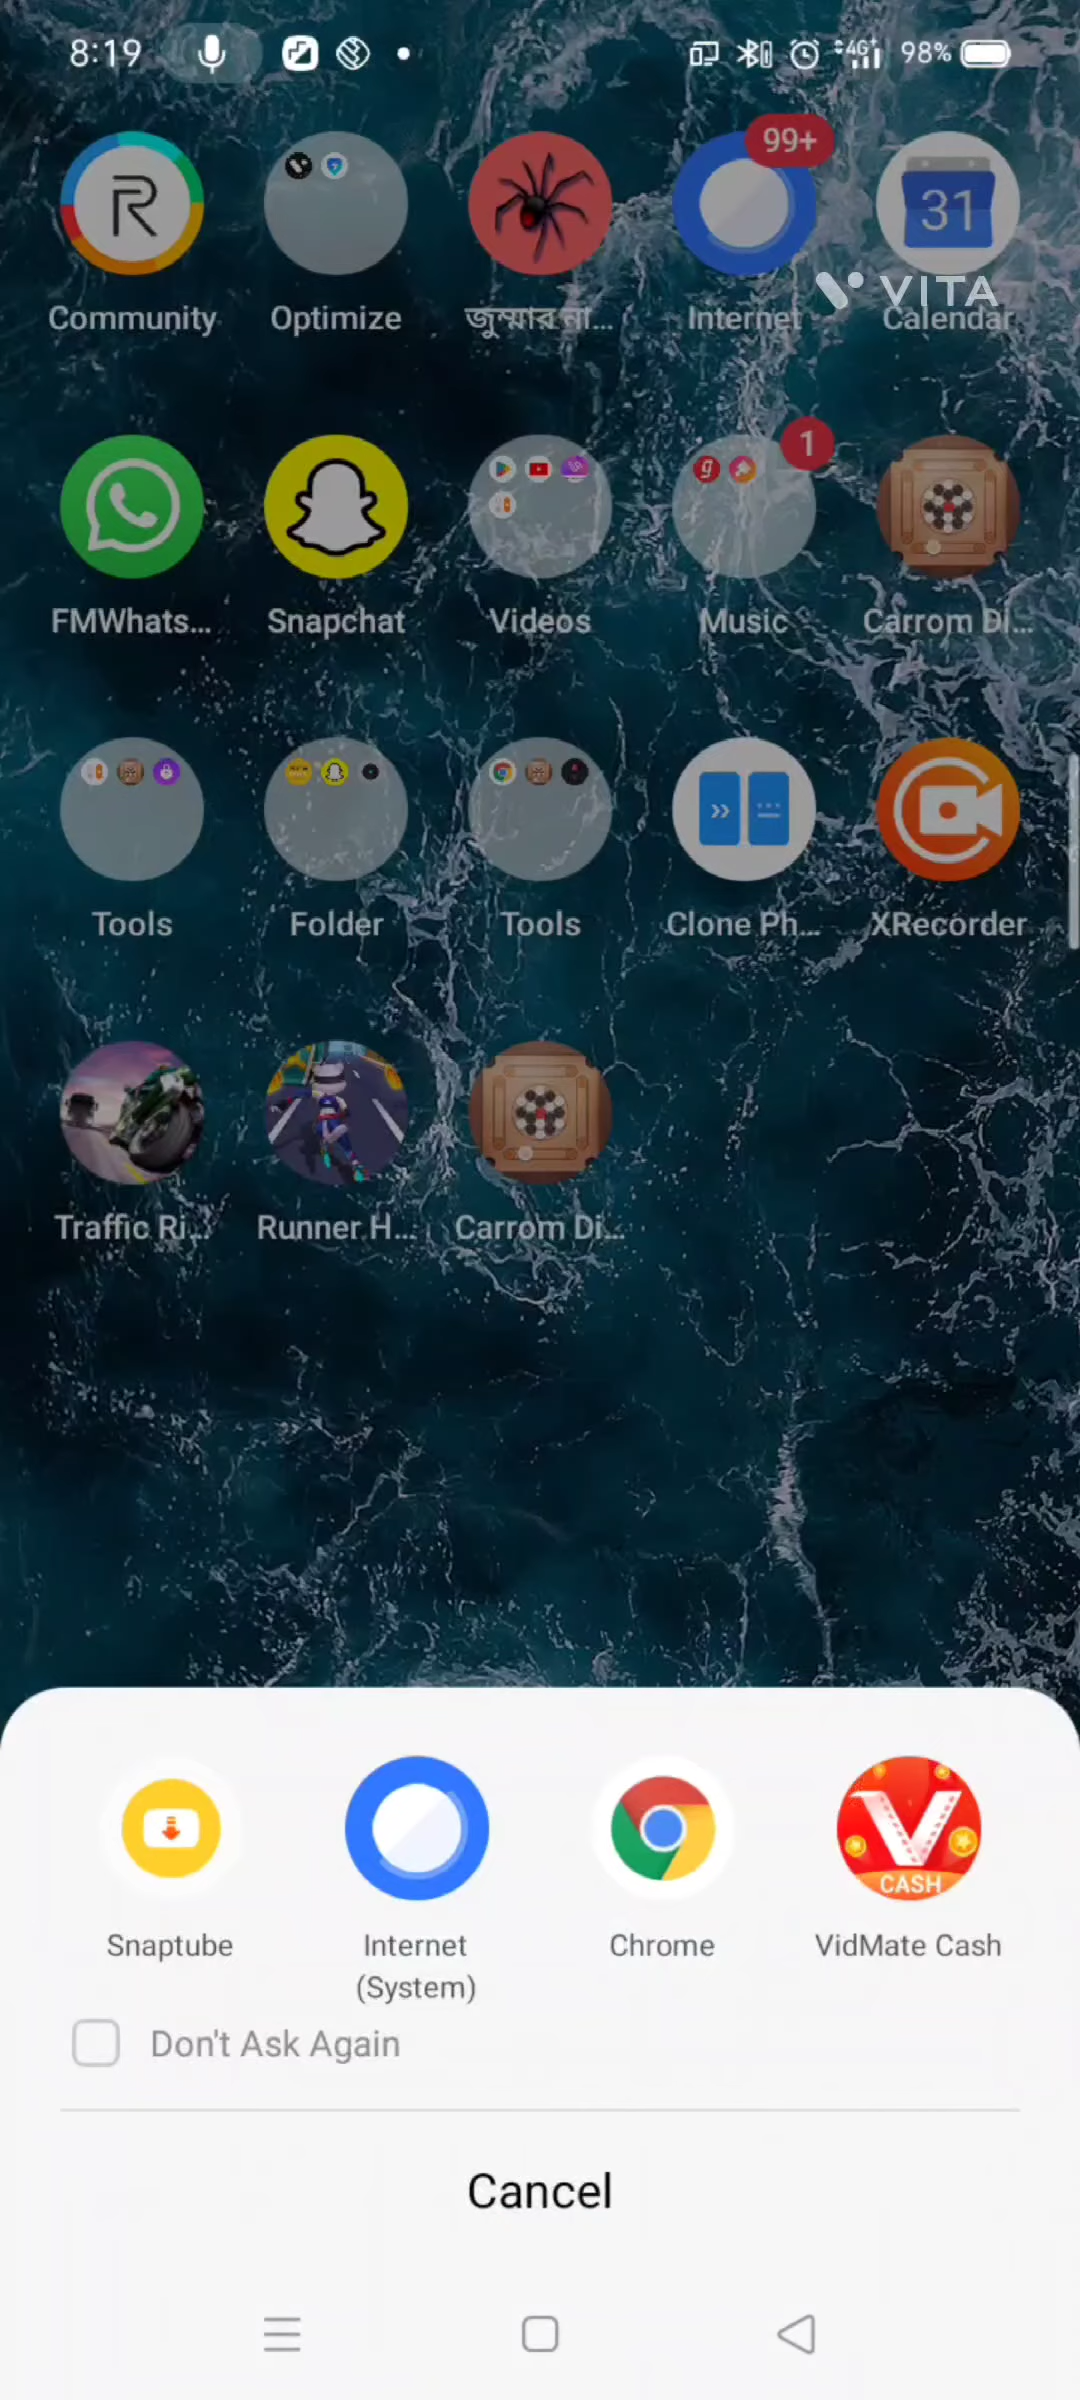 8:19 4G+ 98%
99+
31
VITA
Community Optimize জুম্মার না... Internet Calendar
1
FMWhats... Snapchat Videos Music Carrom Di...
Tools Folder Tools Clone Ph... XRecorder
Traffic Ri... Runner H... Carrom Di...
CASH
Snaptube Internet (System) Chrome VidMate Cash
Don't Ask Again
Cancel